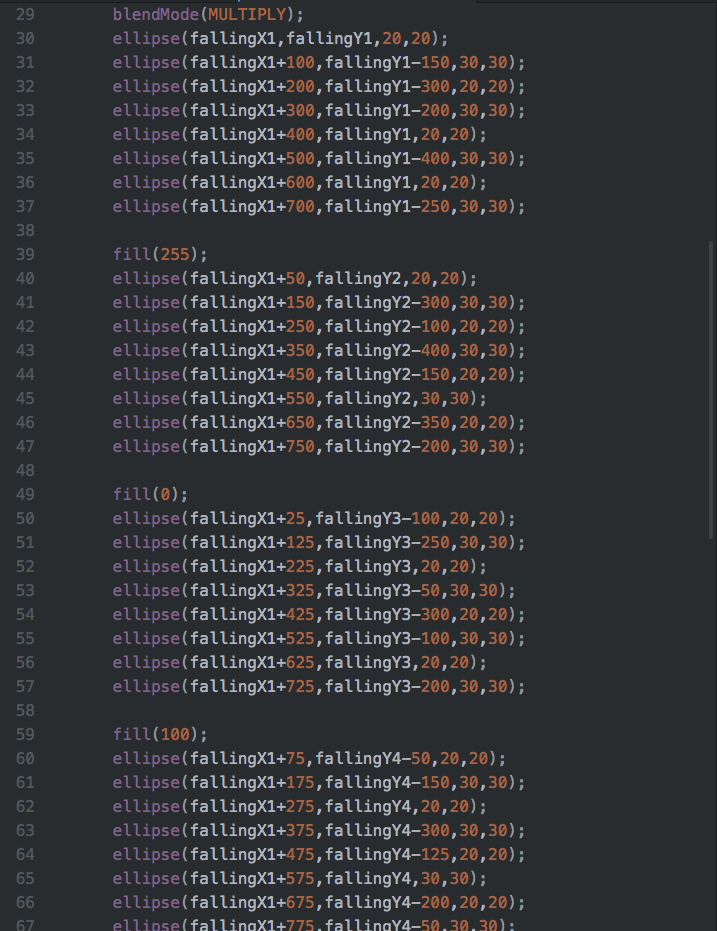 29 blendMode(MULTIPLY);
30 ellipse(fallingX1,fallingY1,20,20);
31 ellipse(fallingX1+100,fallingY1-150,30,30);
32 ellipse(fallingX1+200,fallingY1-300,20,20);
33 ellipse(fallingX1+300,fallingY1-200,30,30);
34 ellipse(fallingX1+400,fallingY1,20,20);
35 ellipse(fallingX1+500,fallingY1-400,30,30);
36 ellipse(fallingX1+600,fallingY1,20,20);
37 ellipse(fallingX1+700,fallingY1-250,30,30);
38
39 fill(255);
40 ellipse(fallingX1+50,fallingY2,20,20);
41 ellipse(fallingX1+150,fallingY2-300,30,30);
42 ellipse(fallingX1+250,fallingY2-100,20,20);
43 ellipse(fallingX1+350,fallingY2-400,30,30);
44 ellipse(fallingX1+450,fallingY2-150,20,20);
45 ellipse(fallingX1+550,fallingY2,30,30);
46 ellipse(fallingX1+650,fallingY2-350,20,20);
47 ellipse(fallingX1+750,fallingY2-200,30,30);
48
49 fill(0);
50 ellipse(fallingX1+25,fallingY3-100,20,20);
51 ellipse(fallingX1+125,fallingY3-250,30,30);
52 ellipse(fallingX1+225,fallingY3,20,20);
53 ellipse(fallingX1+325,fallingY3-50,30,30);
54 ellipse(fallingX1+425,fallingY3-300,20,20);
55 ellipse(fallingX1+525,fallingY3-100,30,30);
56 ellipse(fallingX1+625,fallingY3,20,20);
57 ellipse(fallingX1+725,fallingY3-200,30,30);
58
59 fill(100);
60 ellipse(fallingX1+75,fallingY4-50,20,20);
61 ellipse(fallingX1+175,fallingY4-150,30,30);
62 ellipse(fallingX1+275,fallingY4,20,20);
63 ellipse(fallingX1+375,fallingY4-300,30,30);
64 ellipse(fallingX1+475,fallingY4-125,20,20);
65 ellipse(fallingX1+575,fallingY4,30,30);
66 ellipse(fallingX1+675,fallingY4-200,20,20);
67 ellipse(fallingX1+775,fallingY4-50,30,30);